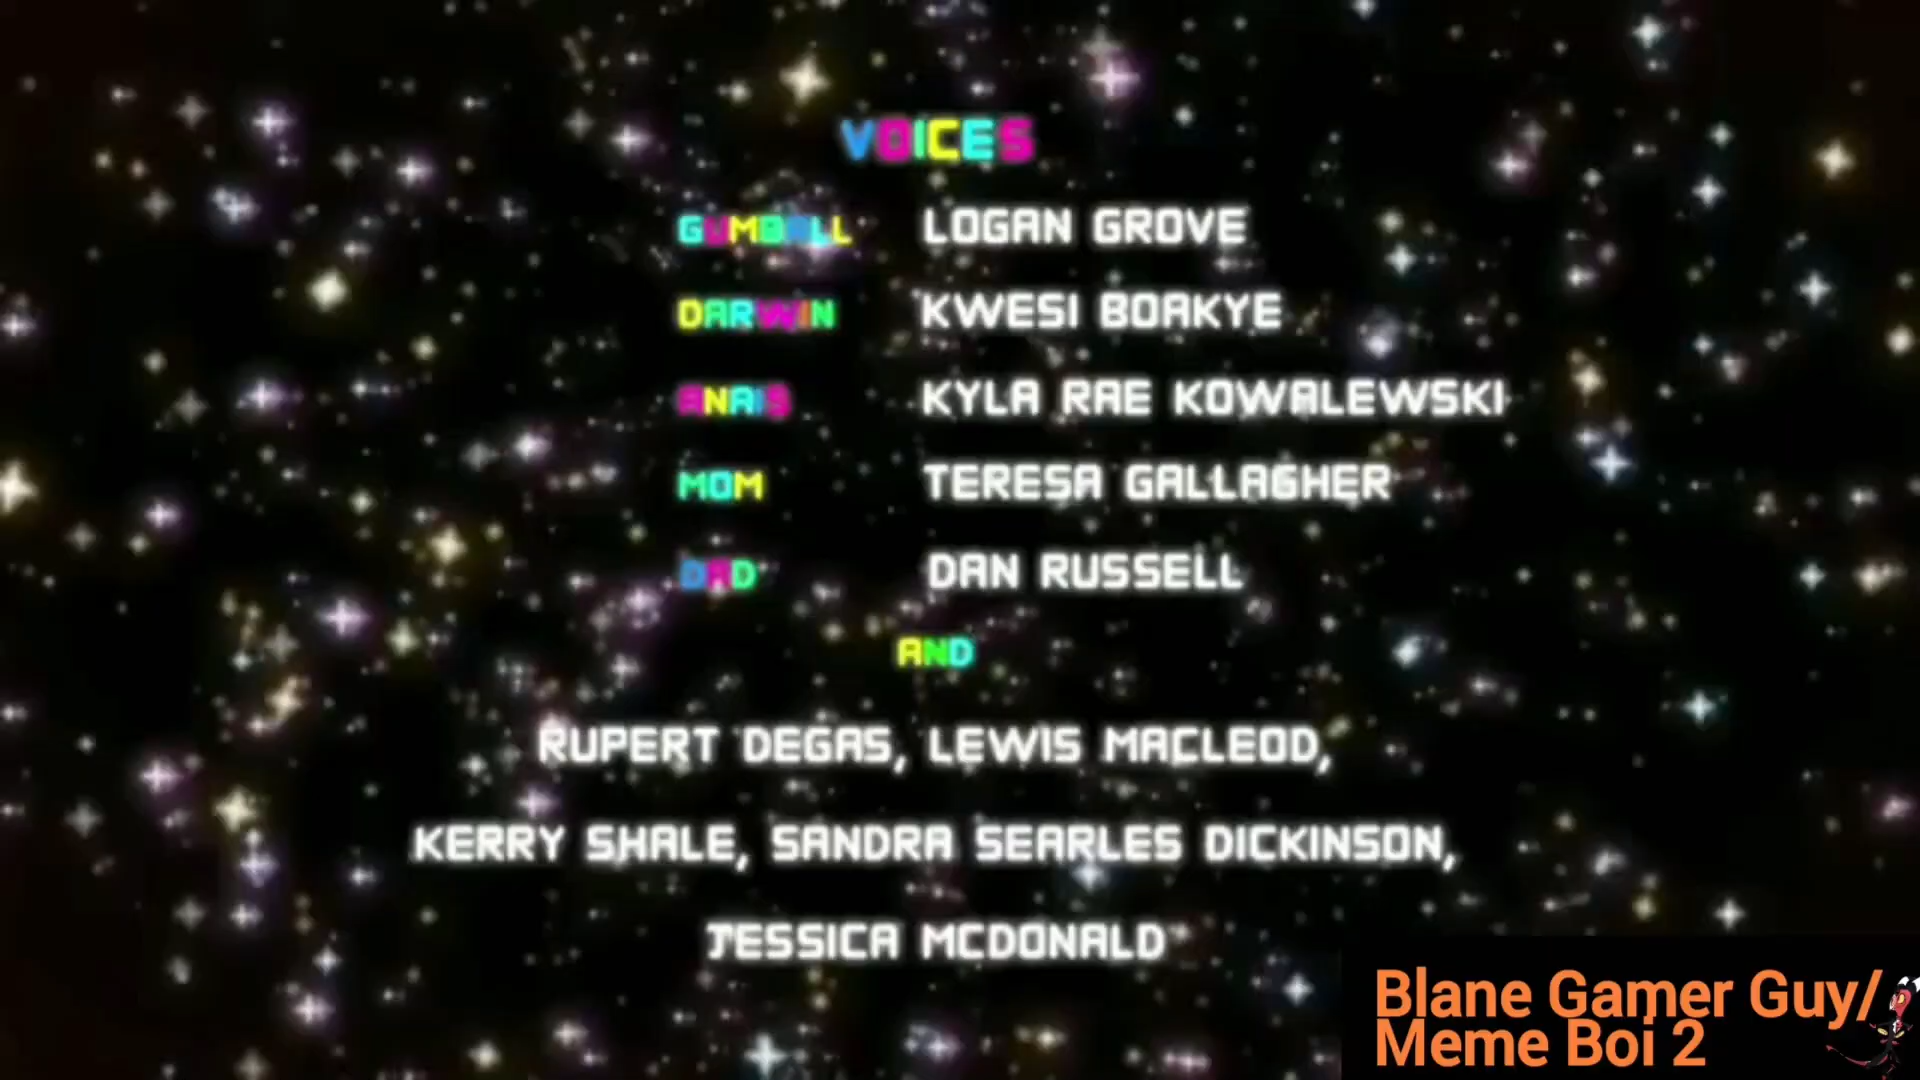 VOICES
GUMBALL LOGAN GROVE
DARWIN KWESI BOAKYE
ANAIS KYLA RAE KOWALEWSKI
MOM TERESA GALLAGHER
DAD DAN RUSSELL
AND
RUPERT DEGAS, LEWIS MACLEOD,
KERRY SHALE, SANDRA SEARLES DICKINSON,
JESSICA MCDONALD
Blane Gamer Guy/
Meme Boi 2